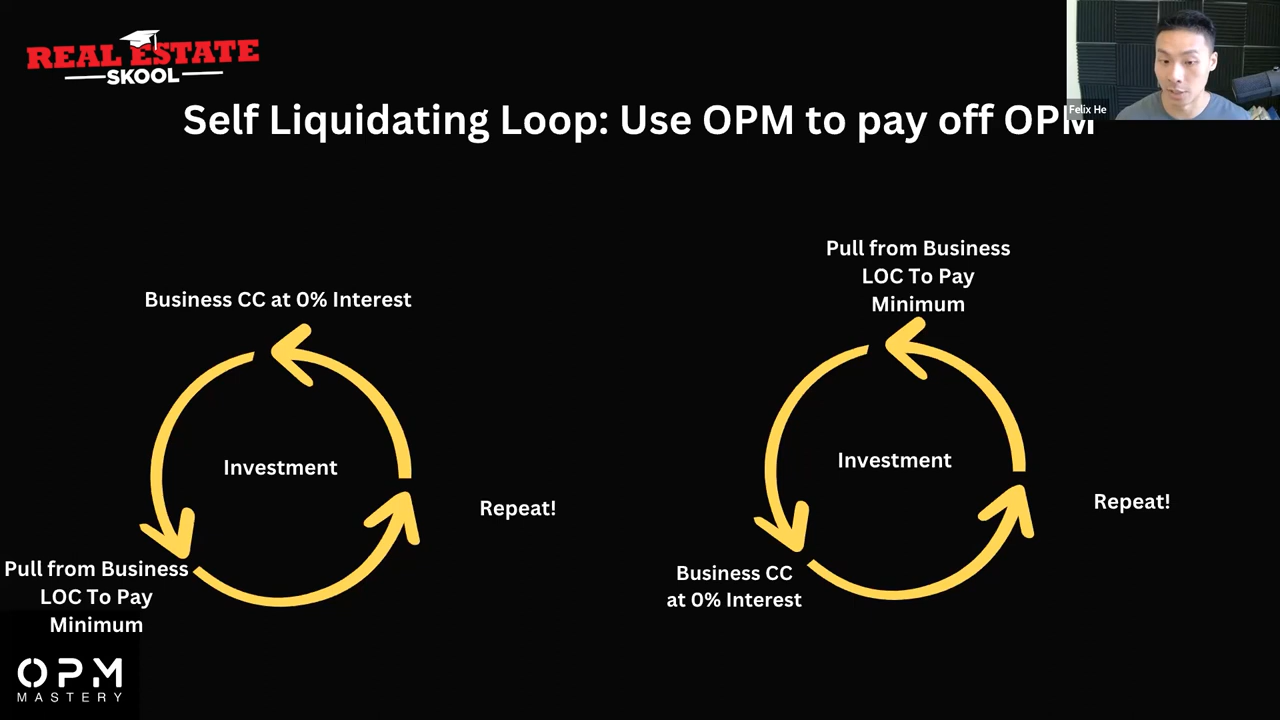 REAL ESTATE
SKOOL
Felix He
Self Liquidating Loop: Use OPM to pay off OPM
Business CC at 0% Interest
Investment
Repeat!
Pull from Business
LOC To Pay
Minimum
Pull from Business
LOC To Pay
Minimum
Investment
Repeat!
Business CC
at 0% Interest
OPM
MASTERY